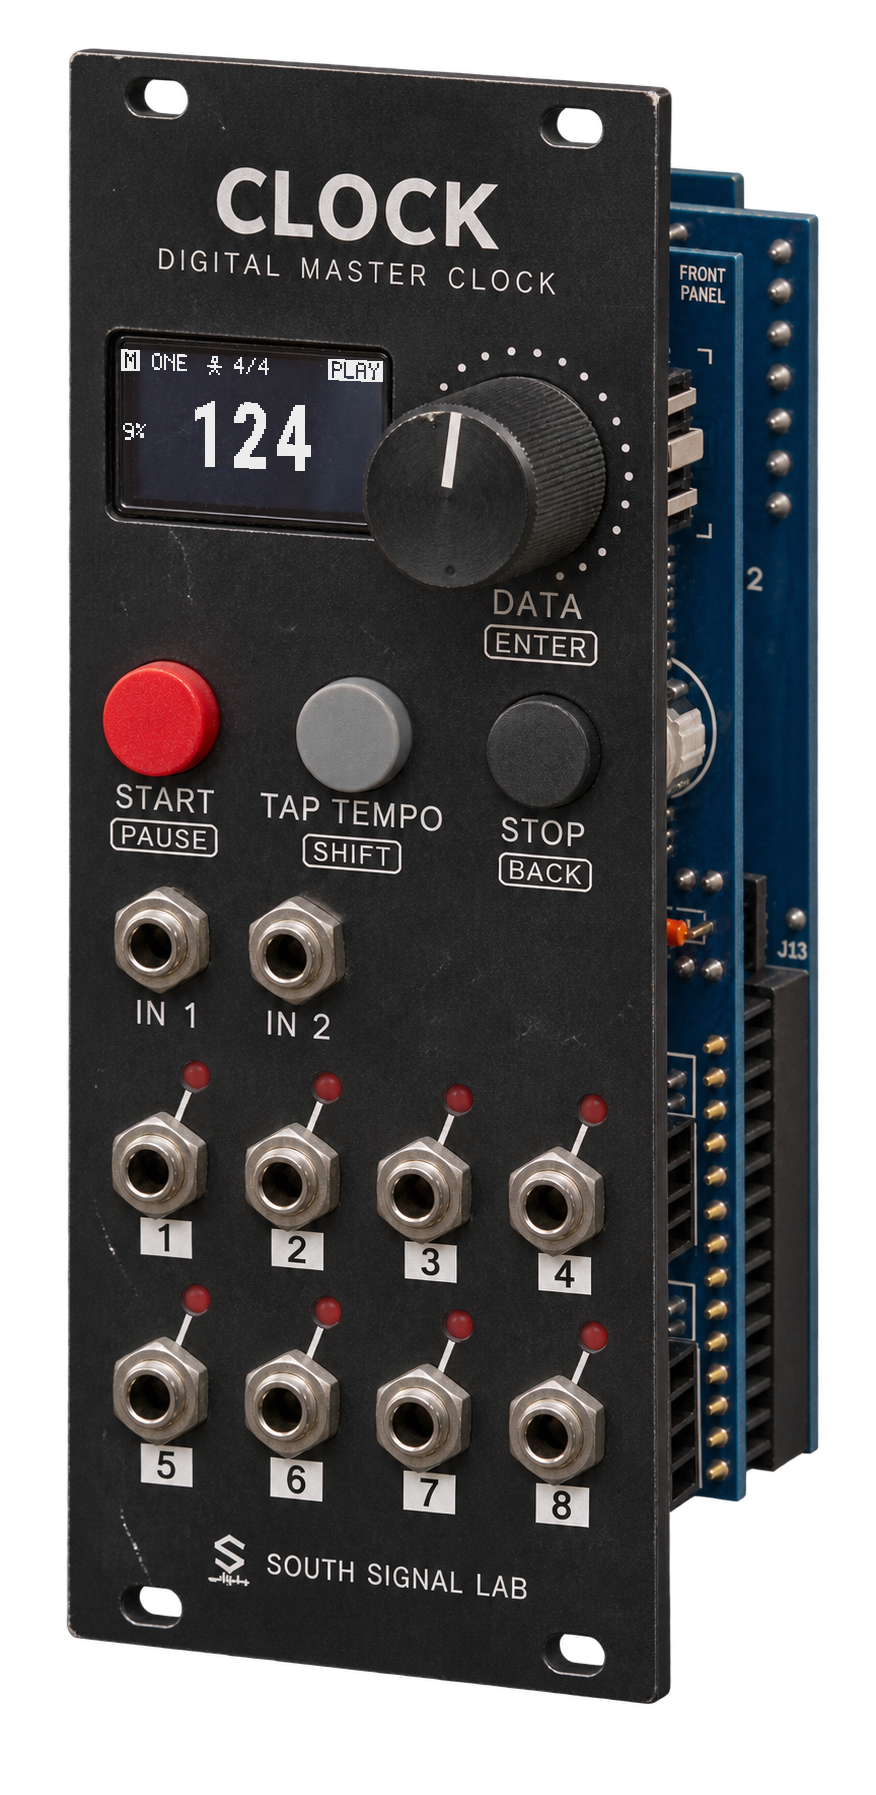 CLOCK
DIGITAL MASTER CLOCK
FRONT
PANEL
M ONE 4/4 PLAY
9%
124
DATA
ENTER
2
START
PAUSE
TAP TEMPO
SHIFT
STOP
BACK
J13
IN 1
IN 2
1
2
3
4
5
6
7
8
SOUTH SIGNAL LAB